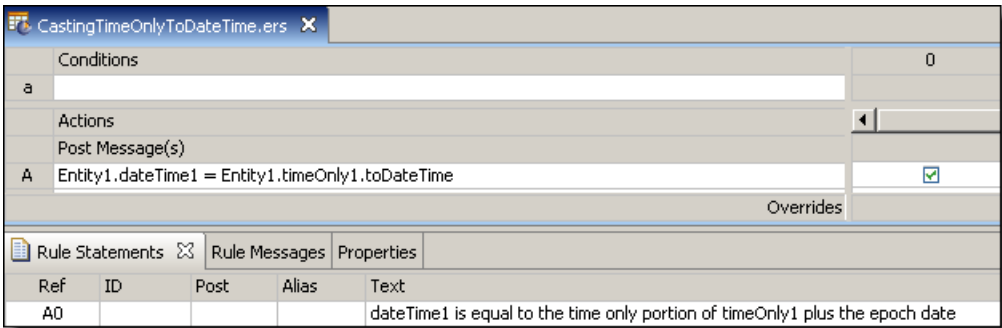 CastingTimeOnlyToDateTime.ers
Conditions 0
a
Actions
Post Message(s)
A Entity1.dateTime1 = Entity1.timeOnly1.toDateTime
Overrides
Rule Statements Rule Messages Properties
Ref ID Post Alias Text
A0 dateTime1 is equal to the time only portion of timeOnly1 plus the epoch date